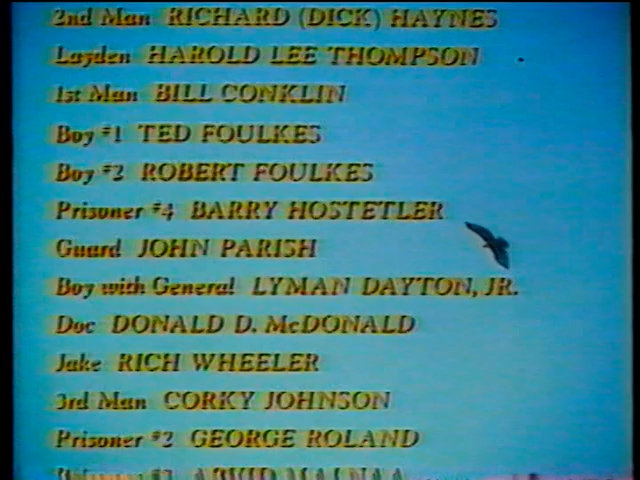 2nd Man RICHARD (DICK) HAYNES
Layden HAROLD LEE THOMPSON
1st Man BILL CONKLIN
Boy #1 TED FOULKES
Boy #2 ROBERT FOULKES
Prisoner #4 BARRY HOSTETLER
Guard JOHN PARISH
Boy with General LYMAN DAYTON, JR.
Doc DONALD D. McDONALD
Jake RICH WHEELER
3rd Man CORKY JOHNSON
Prisoner #2 GEORGE ROLAND